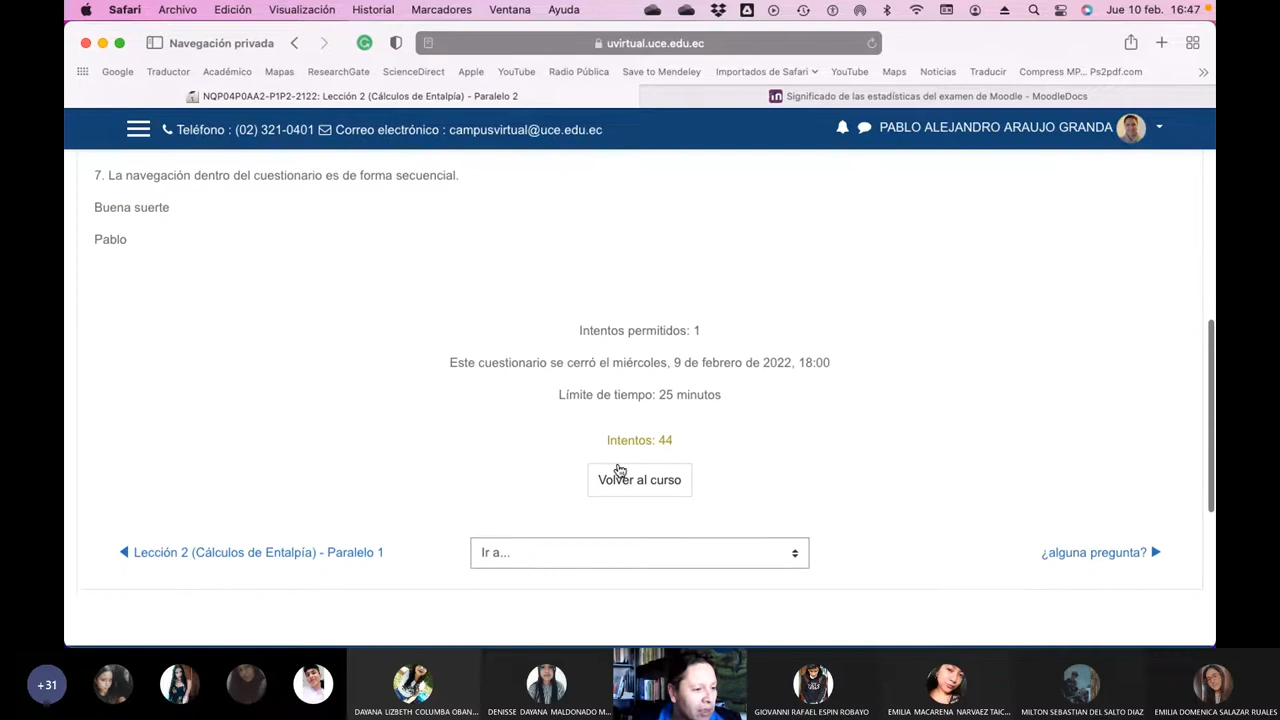 Safari Archivo Edición Visualización Historial Marcadores Ventana Ayuda Jue 10 feb. 16:47
Navegación privada uvirtual.uce.edu.ec
Google Traductor Académico Mapas ResearchGate ScienceDirect Apple YouTube Radio Pública Save to Mendeley Importados de Safari YouTube Maps Noticias Traducir Compress MP... Ps2pdf.com
NQP04P0AA2-P1P2-2122: Lección 2 (Cálculos de Entalpía) - Paralelo 2 Significado de las estadísticas del examen de Moodle - MoodleDocs
Teléfono : (02) 321-0401 Correo electrónico : campusvirtual@uce.edu.ec PABLO ALEJANDRO ARAUJO GRANDA
7. La navegación dentro del cuestionario es de forma secuencial.
Buena suerte
Pablo
Intentos permitidos: 1
Este cuestionario se cerró el miércoles, 9 de febrero de 2022, 18:00
Límite de tiempo: 25 minutos
Intentos: 44
Volver al curso
Lección 2 (Cálculos de Entalpía) - Paralelo 1 Ir a... ¿alguna pregunta?
+31
DAYANA LIZBETH COLUMBA OBAN... DENISSE DAYANA MALDONADO M... GIOVANNI RAFAEL ESPIN ROBAYO EMILIA MACARENA NARVAEZ TAIC... MILTON SEBASTIAN DEL SALTO DIAZ EMILIA DOMENICA SALAZAR RUALES